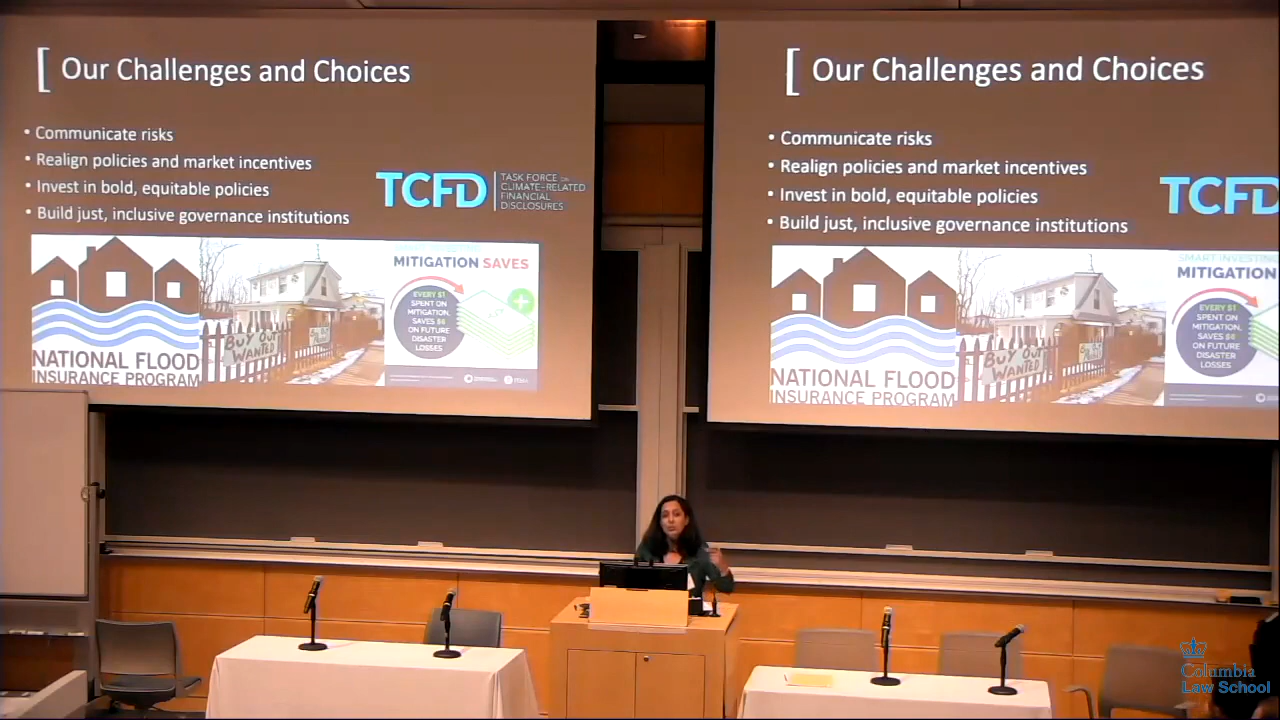 [ Our Challenges and Choices
• Communicate risks
• Realign policies and market incentives
• Invest in bold, equitable policies
• Build just, inclusive governance institutions
TCFD
TASK FORCE ON
CLIMATE-RELATED
FINANCIAL
DISCLOSURES
NATIONAL FLOOD
INSURANCE PROGRAM
BUY OUT
WANTED
MITIGATION SAVES
EVERY $1
SPENT ON
MITIGATION,
SAVES $6
ON FUTURE
DISASTER
LOSSES
[ Our Challenges and Choices
• Communicate risks
• Realign policies and market incentives
• Invest in bold, equitable policies
• Build just, inclusive governance institutions
TCFD
NATIONAL FLOOD
INSURANCE PROGRAM
BUY OUT
WANTED
SMART INVESTING
MITIGATION
EVERY $1
SPENT ON
MITIGATION,
SAVES $6
ON FUTURE
DISASTER
LOSSES
Columbia
Law School